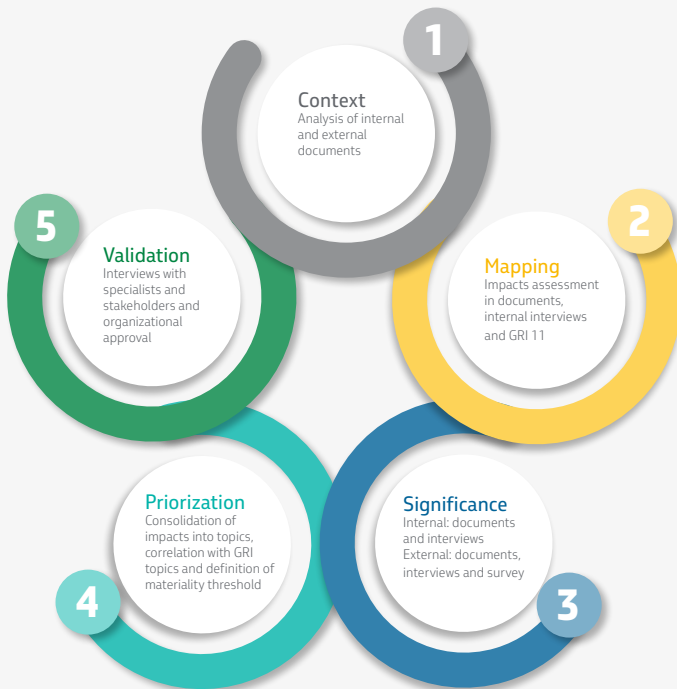 1
Context
Analysis of internal
and external
documents
2
Mapping
Impacts assessment
in documents,
internal interviews
and GRI 11
3
Significance
Internal: documents
and interviews
External: documents,
interviews and survey
4
Priorization
Consolidation of
impacts into topics,
correlation with GRI
topics and definition of
materiality threshold
5
Validation
Interviews with
specialists and
stakeholders and
organizational
approval